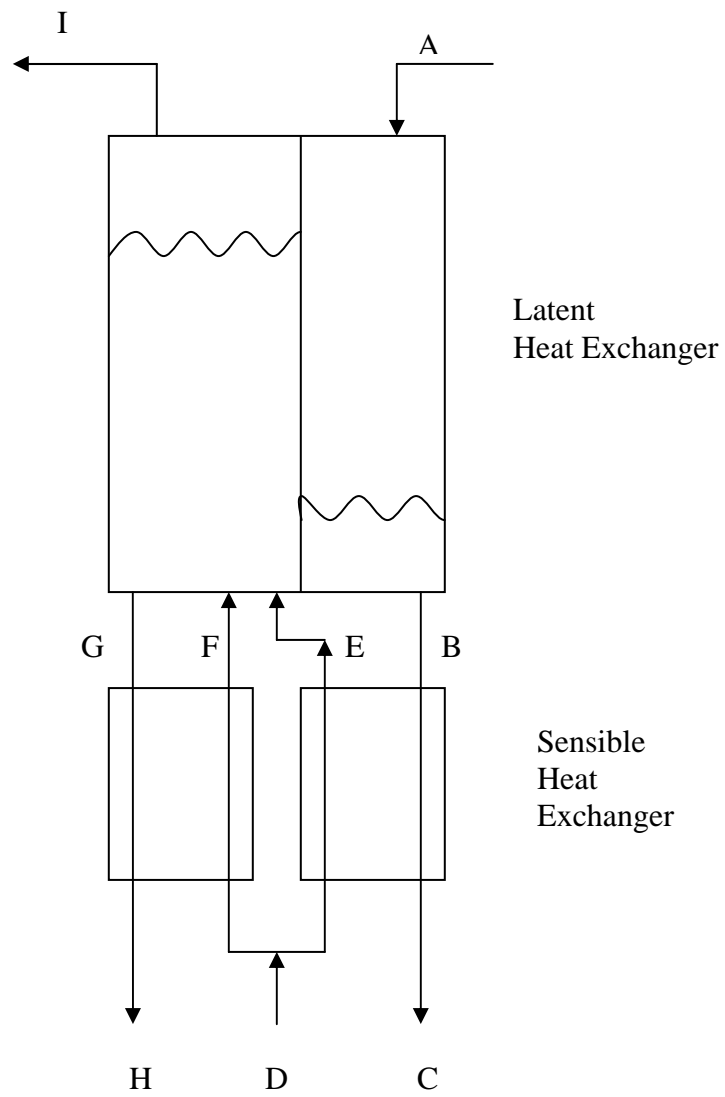 I
A
Latent
Heat Exchanger
G
F
E
B
Sensible
Heat
Exchanger
H
D
C